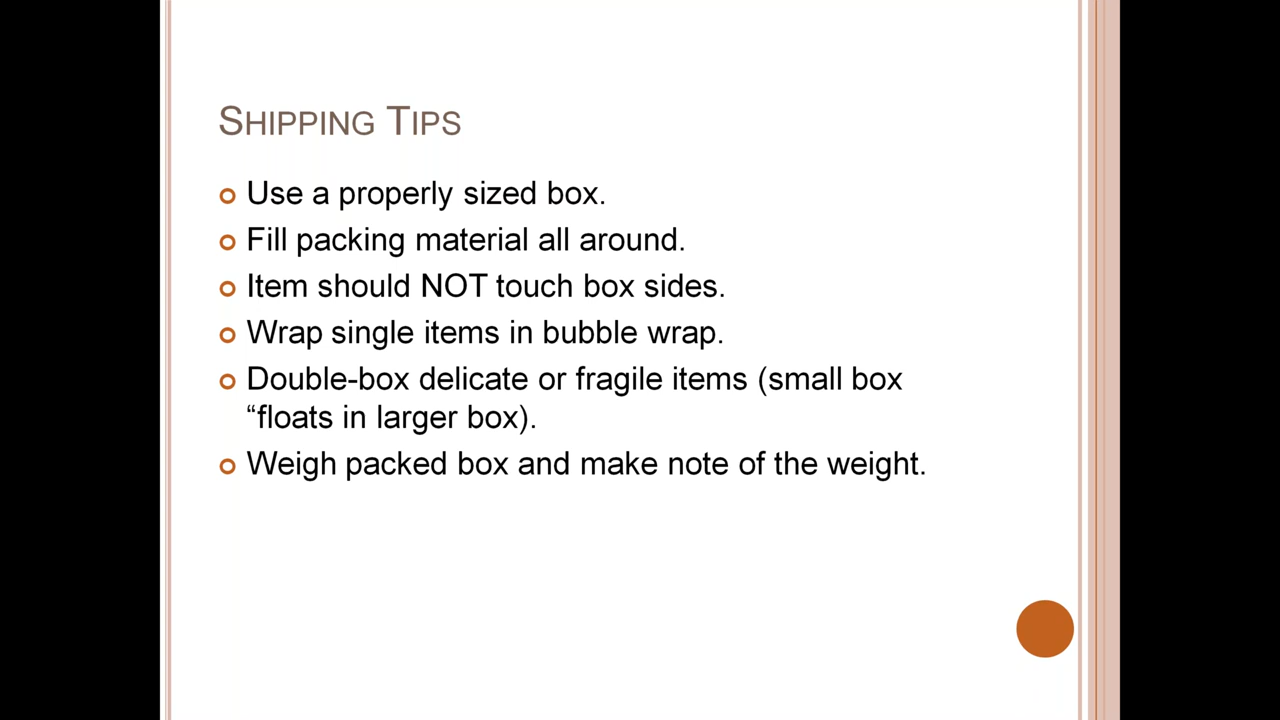 Shipping Tips
Use a properly sized box.
Fill packing material all around.
Item should NOT touch box sides.
Wrap single items in bubble wrap.
Double-box delicate or fragile items (small box
“floats in larger box).
Weigh packed box and make note of the weight.